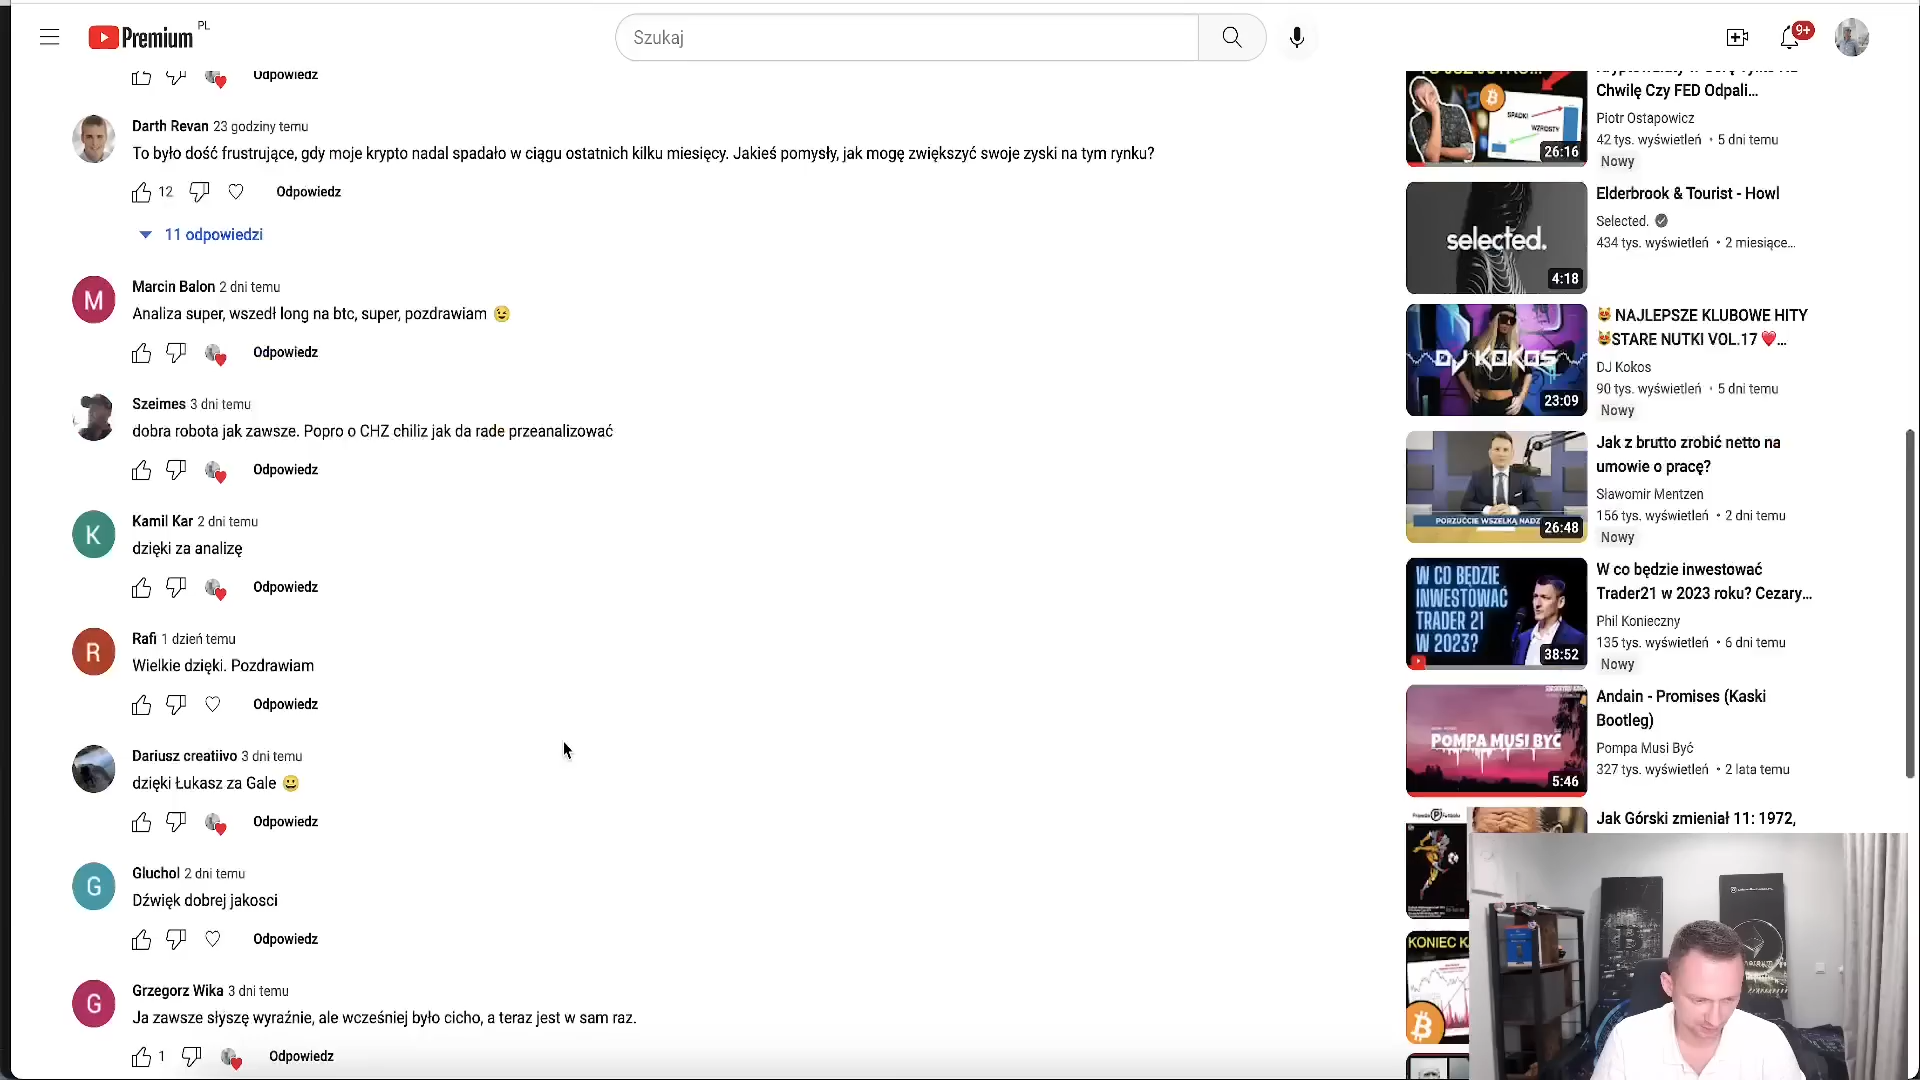 Premium PL
Szukaj
9+
Odpowiedz
Darth Revan 23 godziny temu
To było dość frustrujące, gdy moje krypto nadal spadało w ciągu ostatnich kilku miesięcy. Jakieś pomysły, jak mogę zwiększyć swoje zyski na tym rynku?
12 Odpowiedz
11 odpowiedzi
M
Marcin Balon 2 dni temu
Analiza super, wszedł long na btc, super, pozdrawiam 😉
Odpowiedz
Szeimes 3 dni temu
dobra robota jak zawsze. Popro o CHZ chiliz jak da rade przeanalizować
Odpowiedz
K
Kamil Kar 2 dni temu
dzięki za analizę
Odpowiedz
R
Rafi 1 dzień temu
Wielkie dzięki. Pozdrawiam
Odpowiedz
Dariusz creatiivo 3 dni temu
dzięki Łukasz za Gale 😀
Odpowiedz
G
Gluchol 2 dni temu
Dźwięk dobrej jakosci
Odpowiedz
G
Grzegorz Wika 3 dni temu
Ja zawsze słyszę wyraźnie, ale wcześniej było cicho, a teraz jest w sam raz.
1 Odpowiedz
SPADKI
WZROSTY
26:16
Chwilę Czy FED Odpali...
Piotr Ostapowicz
42 tys. wyświetleń • 5 dni temu
Nowy
selected.
4:18
Elderbrook & Tourist - Howl
Selected.
434 tys. wyświetleń • 2 miesiące...
DJ KOKOS
23:09
😻 NAJLEPSZE KLUBOWE HITY
😻STARE NUTKI VOL.17 ❤️...
DJ Kokos
90 tys. wyświetleń • 5 dni temu
Nowy
PORZUĆCIE WSZELKĄ NADZ
26:48
Jak z brutto zrobić netto na
umowie o pracę?
Slawomir Mentzen
156 tys. wyświetleń • 2 dni temu
Nowy
W CO BĘDZIE
INWESTOWAĆ
TRADER 21
W 2023?
38:52
W co będzie inwestować
Trader21 w 2023 roku? Cezary...
Phil Konieczny
135 tys. wyświetleń • 6 dni temu
Nowy
POMPA MUSI BYĆ
5:46
Andain - Promises (Kaski
Bootleg)
Pompa Musi Być
327 tys. wyświetleń • 2 lata temu
Jak Górski zmieniał 11: 1972,
KONIEC K